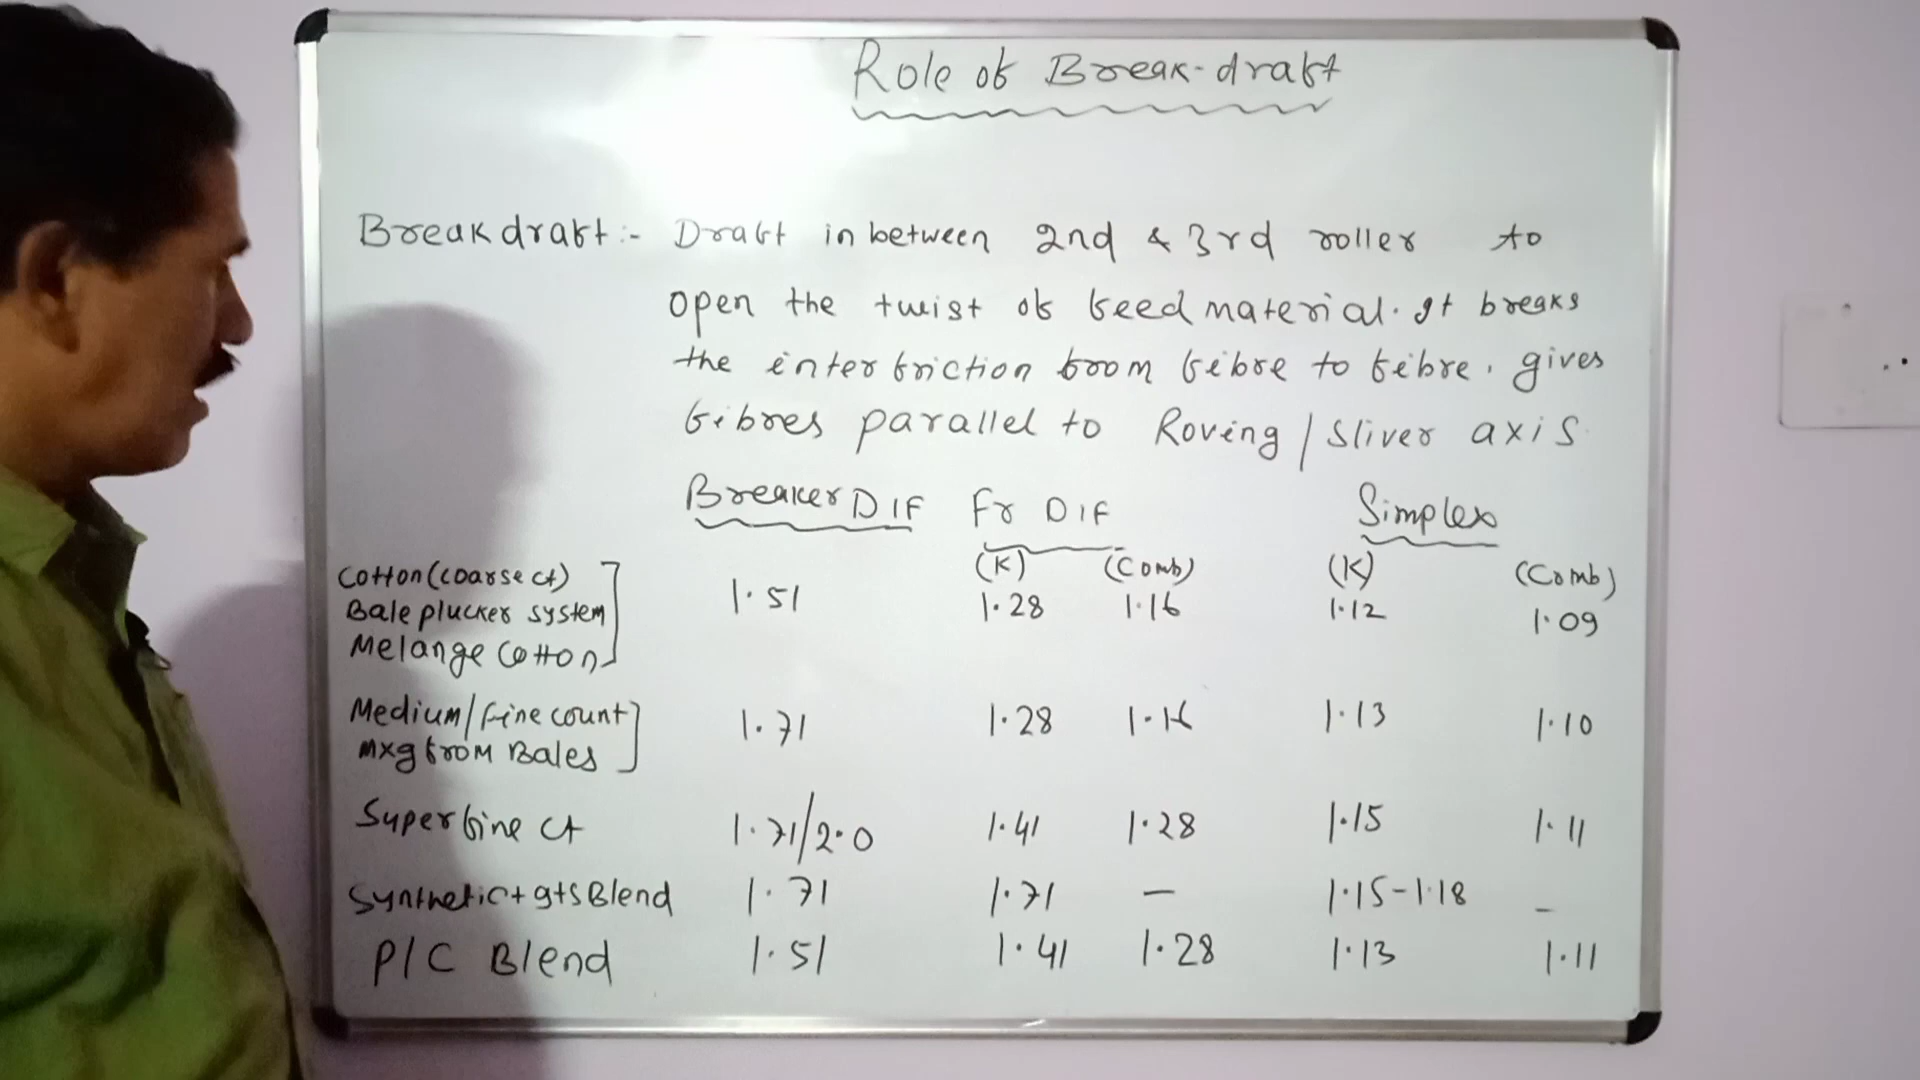 Role of Break-draft
Breakdraft:- Draft in between 2nd & 3rd roller to
open the twist of feed material. It breaks
the inter friction from fibre to fibre. gives
fibres parallel to Roving / Sliver axis
Breaker D/F Fr D/F Simplex
(K) (Comb) (K) (Comb)
Cotton (coarse ct)
Bale plucker system 1.51 1.28 1.16 1.12 1.09
Melange Cotton
Medium/fine count 1.71 1.28 1.16 1.13 1.10
mxg from Bales
Superfine ct 1.71/2.0 1.41 1.28 1.15 1.11
Synthetic + gts Blend 1.71 1.71 — 1.15-1.18 -
P/C Blend 1.51 1.41 1.28 1.13 1.11